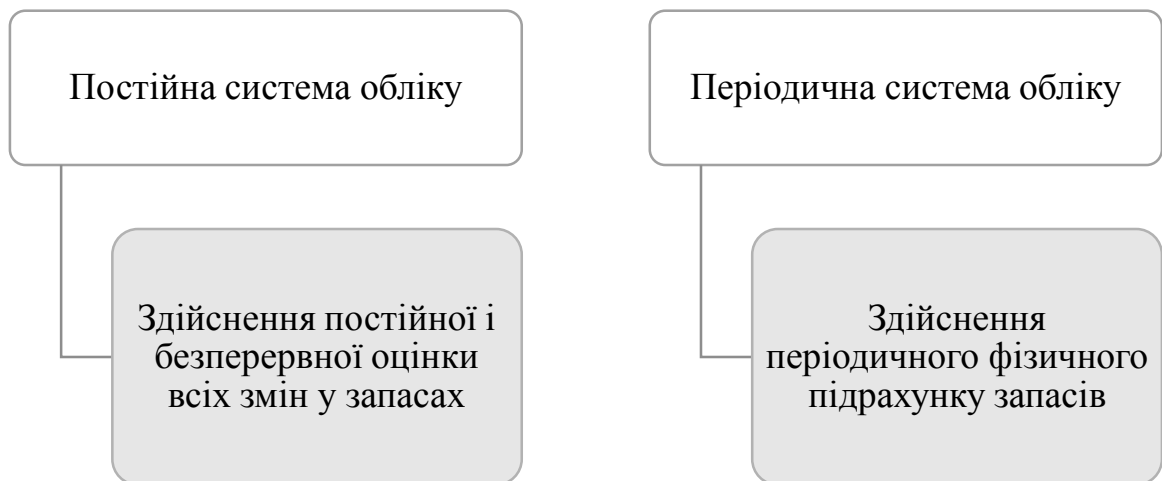 Постійна система обліку
Здійснення постійної і
безперервної оцінки
всіх змін у запасах
Періодична система обліку
Здійснення
періодичного фізичного
підрахунку запасів